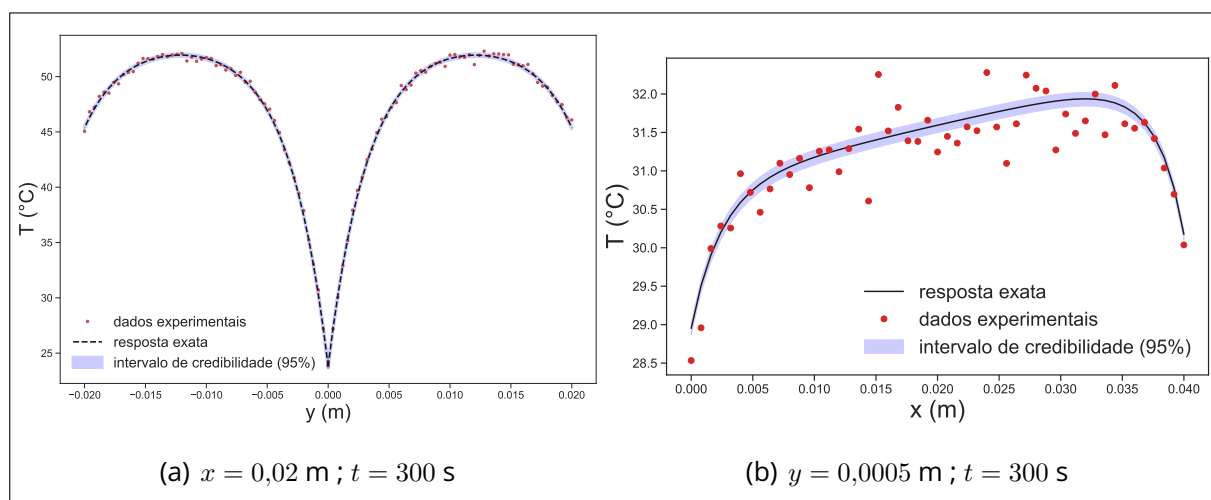 T (°C)
50
45
40
35
30
25
dados experimentais
resposta exata
intervalo de credibilidade (95%)
−0.020 −0.015 −0.010 −0.005 0.000 0.005 0.010 0.015 0.020
y (m)
(a) x = 0,02 m ; t = 300 s
T (°C)
32.0
31.5
31.0
30.5
30.0
29.5
29.0
28.5
resposta exata
dados experimentais
intervalo de credibilidade (95%)
0.000 0.005 0.010 0.015 0.020 0.025 0.030 0.035 0.040
x (m)
(b) y = 0,0005 m ; t = 300 s